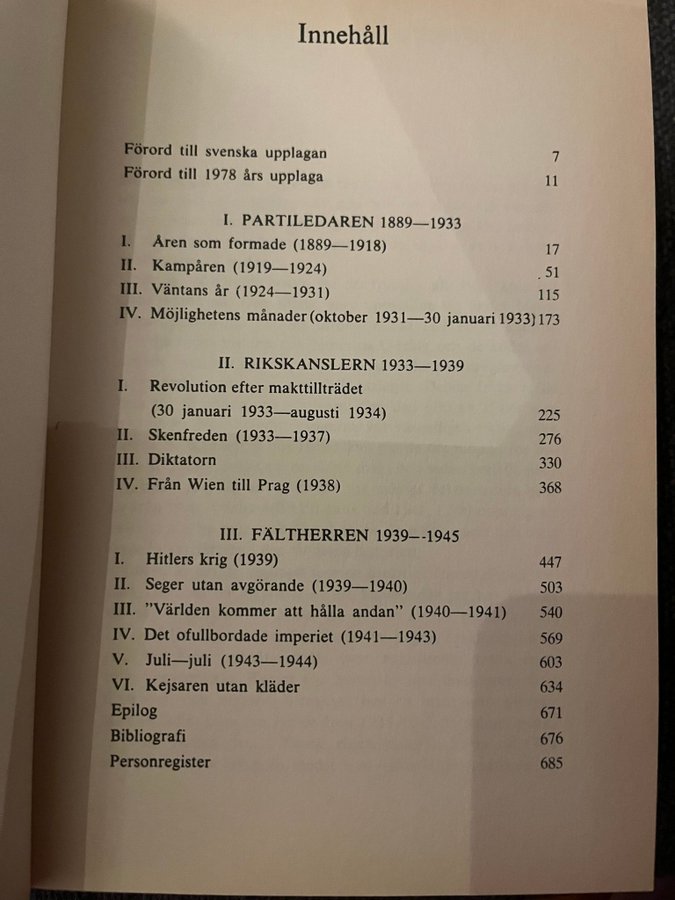 Innehåll
Förord till svenska upplagan 7
Förord till 1978 års upplaga 11
I. PARTILEDAREN 1889—1933
I. Åren som formade (1889—1918) 17
II. Kampåren (1919—1924) 51
III. Väntans år (1924—1931) 115
IV. Möjlighetens månader (oktober 1931—30 januari 1933) 173
II. RIKSKANSLERN 1933—1939
I. Revolution efter makttillträdet
(30 januari 1933—augusti 1934) 225
II. Skenfreden (1933—1937) 276
III. Diktatorn 330
IV. Från Wien till Prag (1938) 368
III. FÄLTHERREN 1939—1945
I. Hitlers krig (1939) 447
II. Seger utan avgörande (1939—1940) 503
III. "Världen kommer att hålla andan" (1940—1941) 540
IV. Det ofullbordade imperiet (1941—1943) 569
V. Juli—juli (1943—1944) 603
VI. Kejsaren utan kläder 634
Epilog 671
Bibliografi 676
Personregister 685